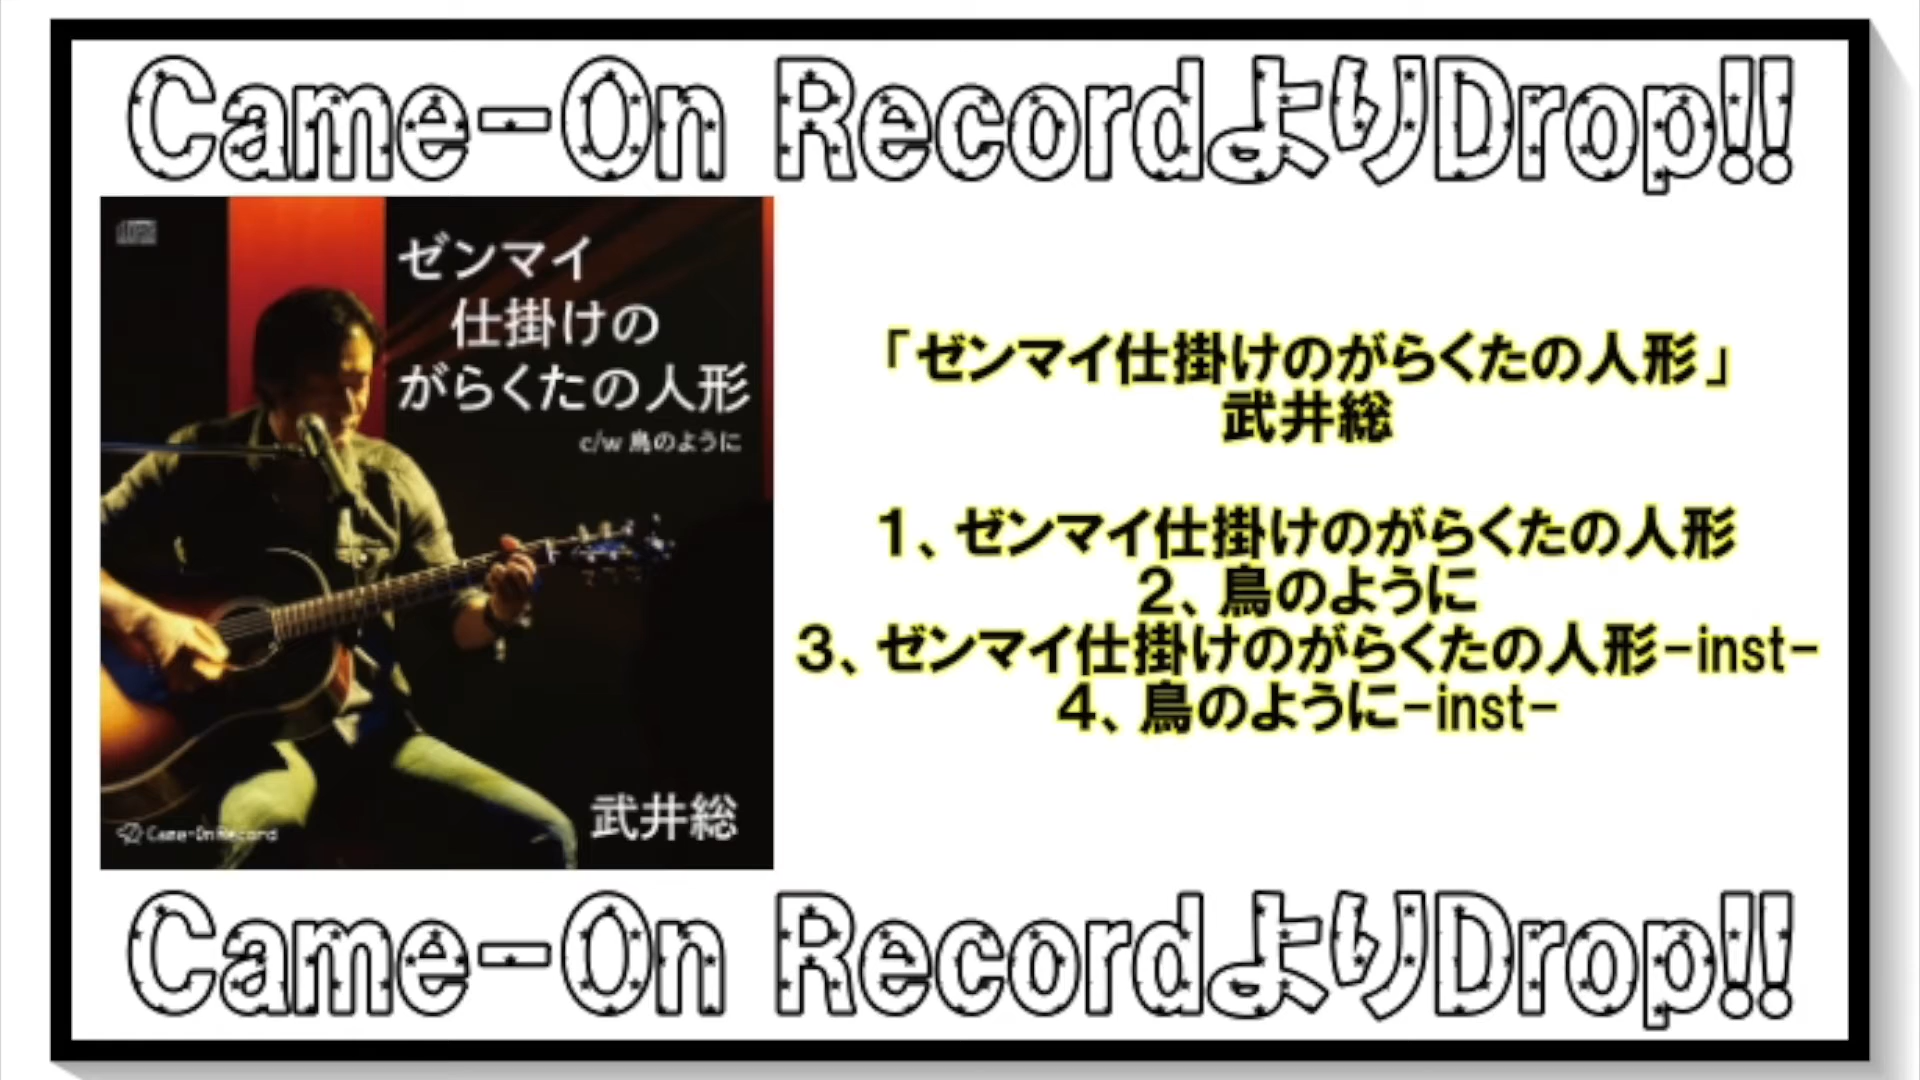 Came-On RecordよりDrop!!
ゼンマイ
仕掛けの
がらくたの人形
c/w 鳥のように
武井総
Came-OnRecord
「ゼンマイ仕掛けのがらくたの人形」
武井総
1、ゼンマイ仕掛けのがらくたの人形
2、鳥のように
3、ゼンマイ仕掛けのがらくたの人形-inst-
4、鳥のように-inst-
Came-On RecordよりDrop!!